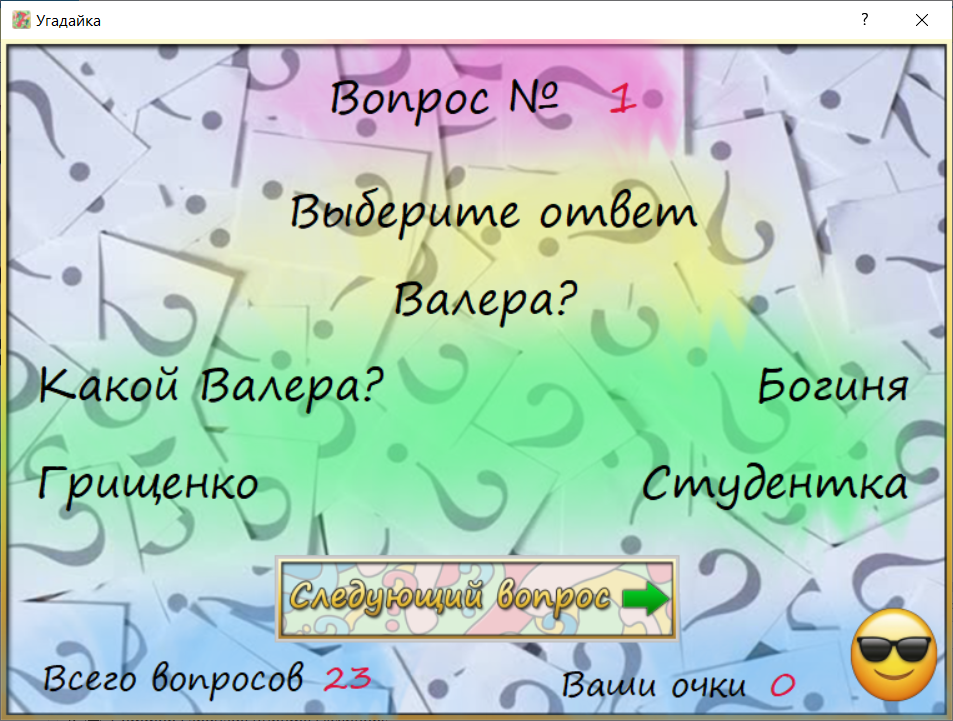 Угадайка
Вопрос № 1
Выберите ответ
Валера?
Какой Валера?
Богиня
Грищенко
Студентка
Следующий вопрос
Всего вопросов 23
Ваши очки 0